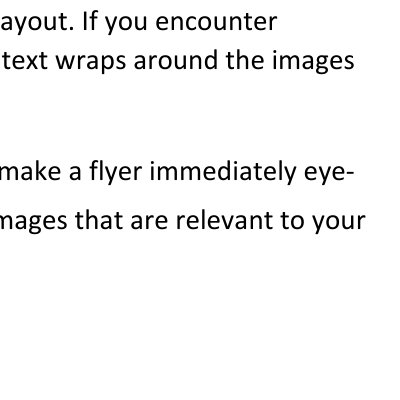 ayout. If you encounter
text wraps around the images
make a flyer immediately eye-
mages that are relevant to your